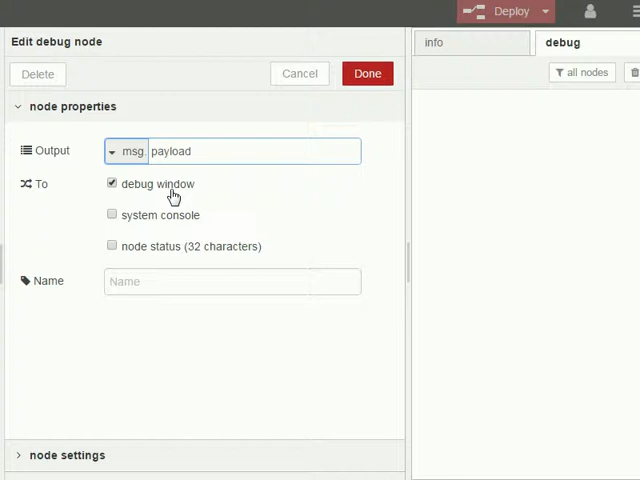 Deploy
Edit debug node
info
debug
Delete
Cancel
Done
all nodes
node properties
Output
msg. payload
To
debug window
system console
node status (32 characters)
Name
Name
node settings